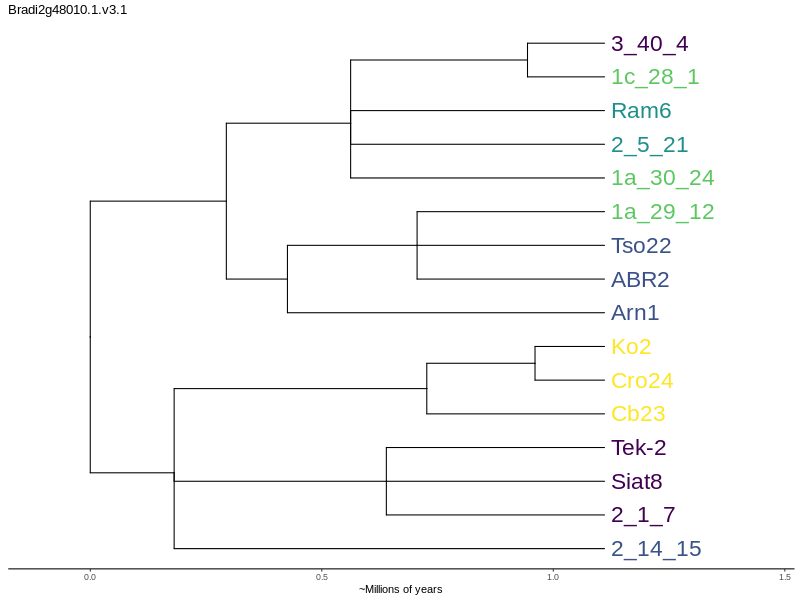 Bradi2g48010.1.v3.1
3_40_4
1c_28_1
Ram6
2_5_21
1a_30_24
1a_29_12
Tso22
ABR2
Arn1
Ko2
Cro24
Cb23
Tek-2
Siat8
2_1_7
2_14_15
0.0 0.5 1.0 1.5
~Millions of years